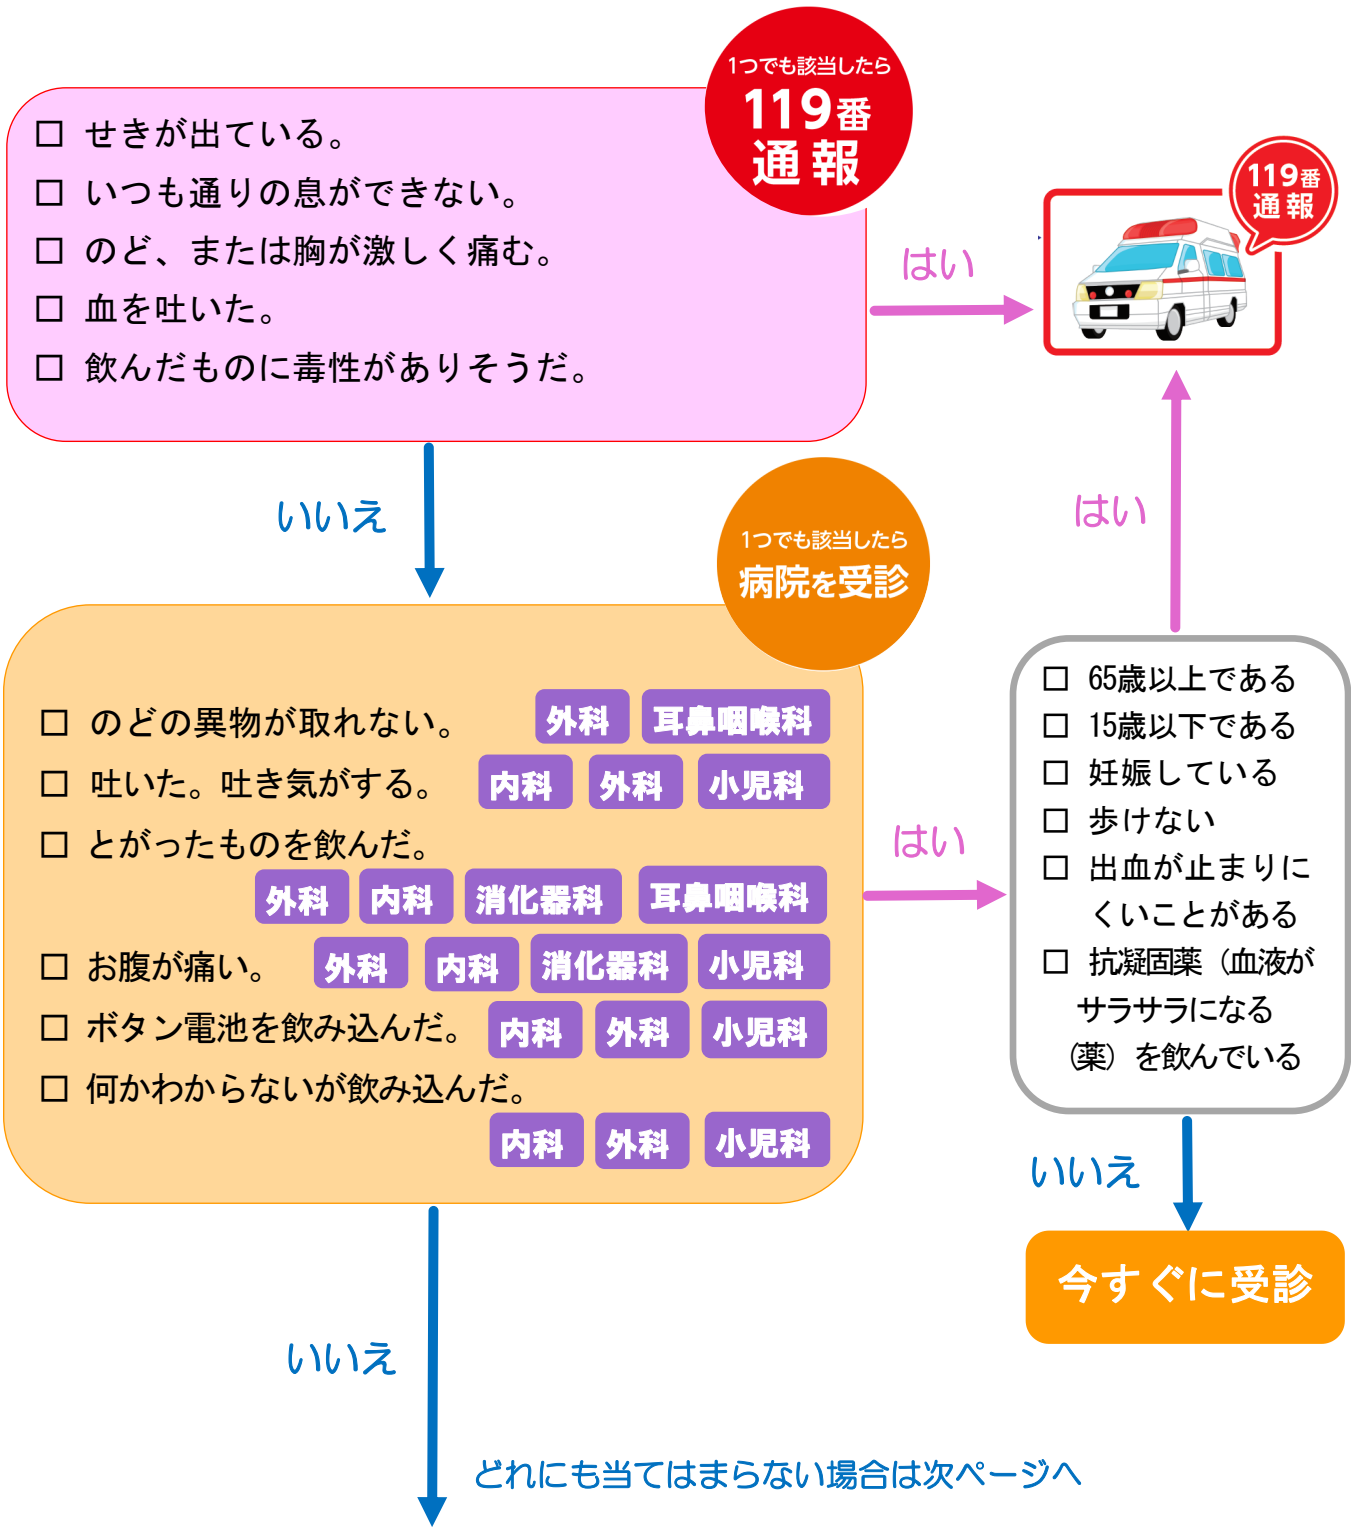 1つでも該当したら
119番
通報
□ せきが出ている。
□ いつも通りの息ができない。
□ のど、または胸が激しく痛む。
□ 血を吐いた。
□ 飲んだものに毒性がありそうだ。
はい
119番
通報
いいえ
はい
1つでも該当したら
病院を受診
□ のどの異物が取れない。 外科 耳鼻咽喉科
□ 吐いた。吐き気がする。 内科 外科 小児科
□ とがったものを飲んだ。
外科 内科 消化器科 耳鼻咽喉科
□ お腹が痛い。 外科 内科 消化器科 小児科
□ ボタン電池を飲み込んだ。 内科 外科 小児科
□ 何かわからないが飲み込んだ。
内科 外科 小児科
はい
□ 65歳以上である
□ 15歳以下である
□ 妊娠している
□ 歩けない
□ 出血が止まりに
くいことがある
□ 抗凝固薬（血液が
サラサラになる
（薬）を飲んでいる
いいえ
今すぐに受診
いいえ
どれにも当てはまらない場合は次ページへ